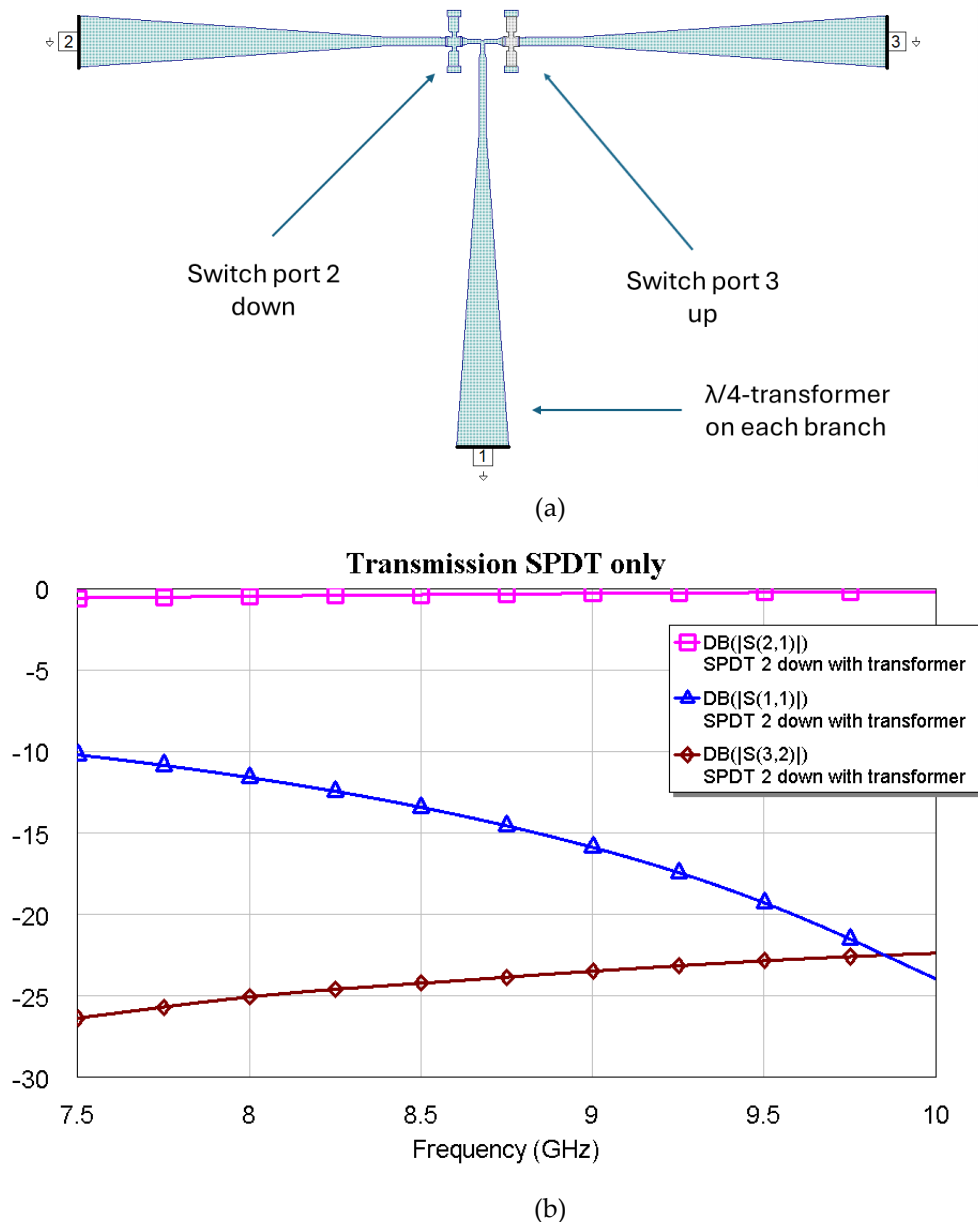 2
3
Switch port 2
down
Switch port 3
up
λ/4-transformer
on each branch
1
(a)
Transmission SPDT only
0
-5
-10
-15
-20
-25
-30
7.5
8
8.5
9
9.5
10
Frequency (GHz)
DB(|S(2,1)|)
SPDT 2 down with transformer
DB(|S(1,1)|)
SPDT 2 down with transformer
DB(|S(3,2)|)
SPDT 2 down with transformer
(b)